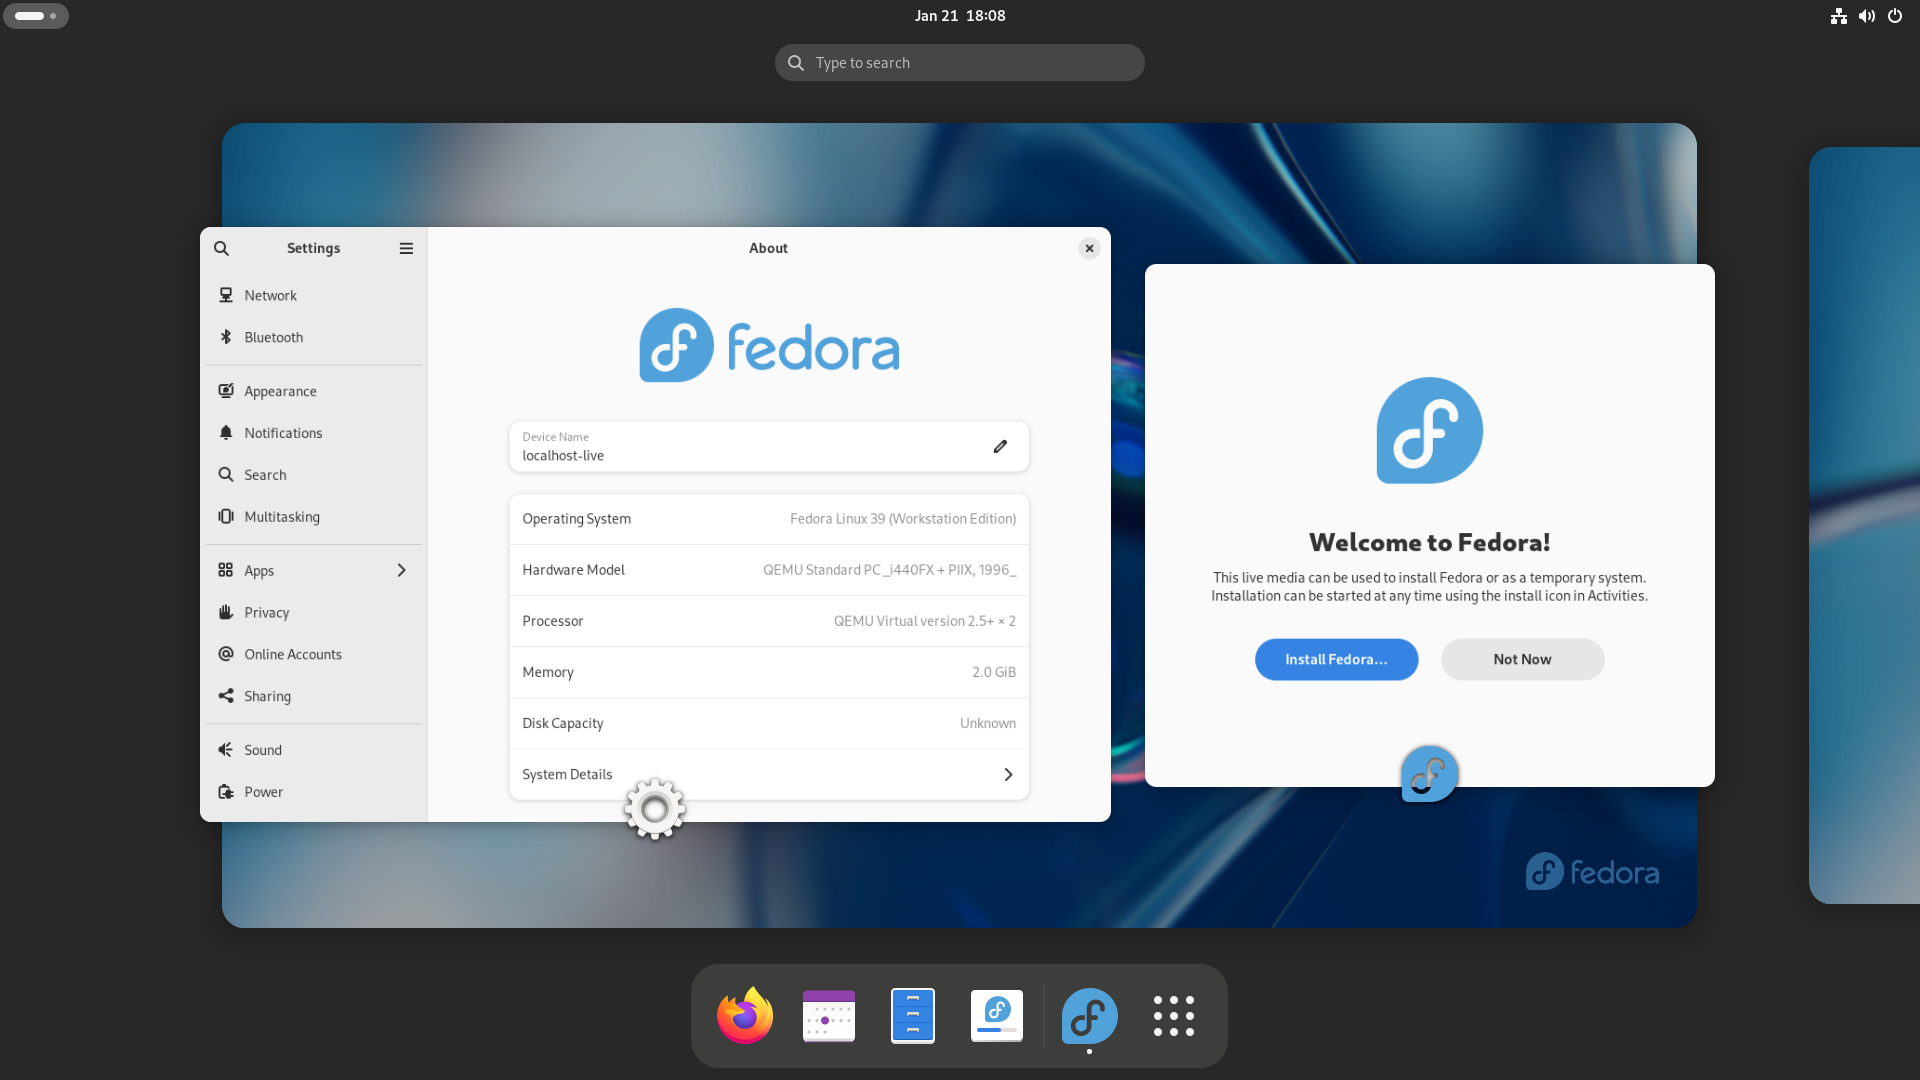 Jan 21 18:08
Type to search
Settings
About
Network
Bluetooth
Appearance
Notifications
Search
Multitasking
Apps
Privacy
Online Accounts
Sharing
Sound
Power
fedora
Device Name
localhost-live
Operating System Fedora Linux 39 (Workstation Edition)
Hardware Model QEMU Standard PC _i440FX + PIIX, 1996_
Processor QEMU Virtual version 2.5+ × 2
Memory 2.0 GiB
Disk Capacity Unknown
System Details
Welcome to Fedora!
This live media can be used to install Fedora or as a temporary system.
Installation can be started at any time using the install icon in Activities.
Install Fedora…
Not Now
fedora